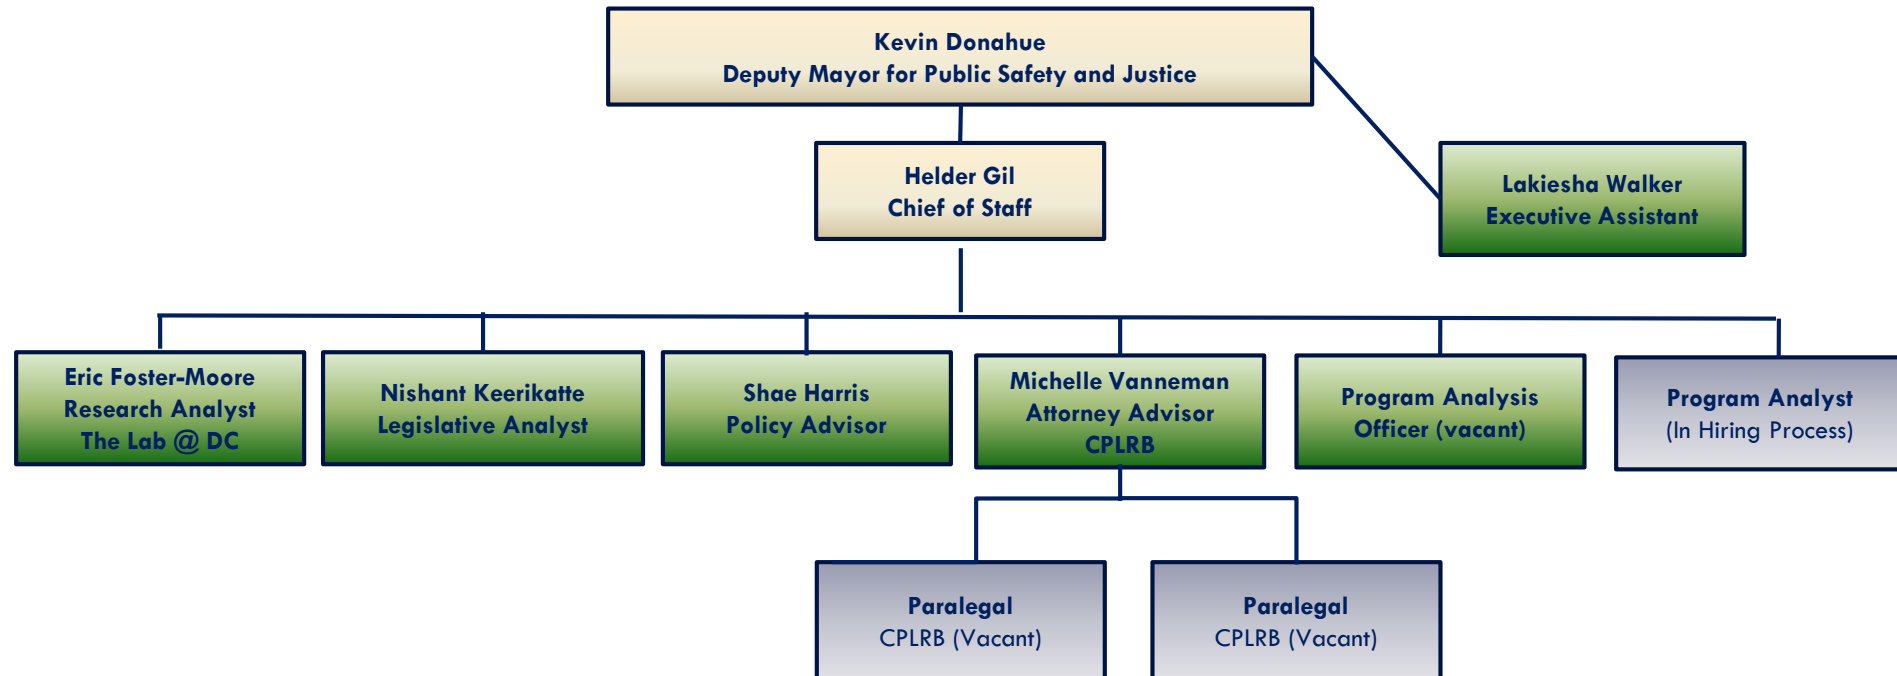 Kevin Donahue
Deputy Mayor for Public Safety and Justice
Helder Gil
Chief of Staff
Lakiesha Walker
Executive Assistant
Eric Foster-Moore
Research Analyst
The Lab @ DC
Nishant Keerikatte
Legislative Analyst
Shae Harris
Policy Advisor
Michelle Vanneman
Attorney Advisor
CPLRB
Program Analysis
Officer (vacant)
Program Analyst
(In Hiring Process)
Paralegal
CPLRB (Vacant)
Paralegal
CPLRB (Vacant)